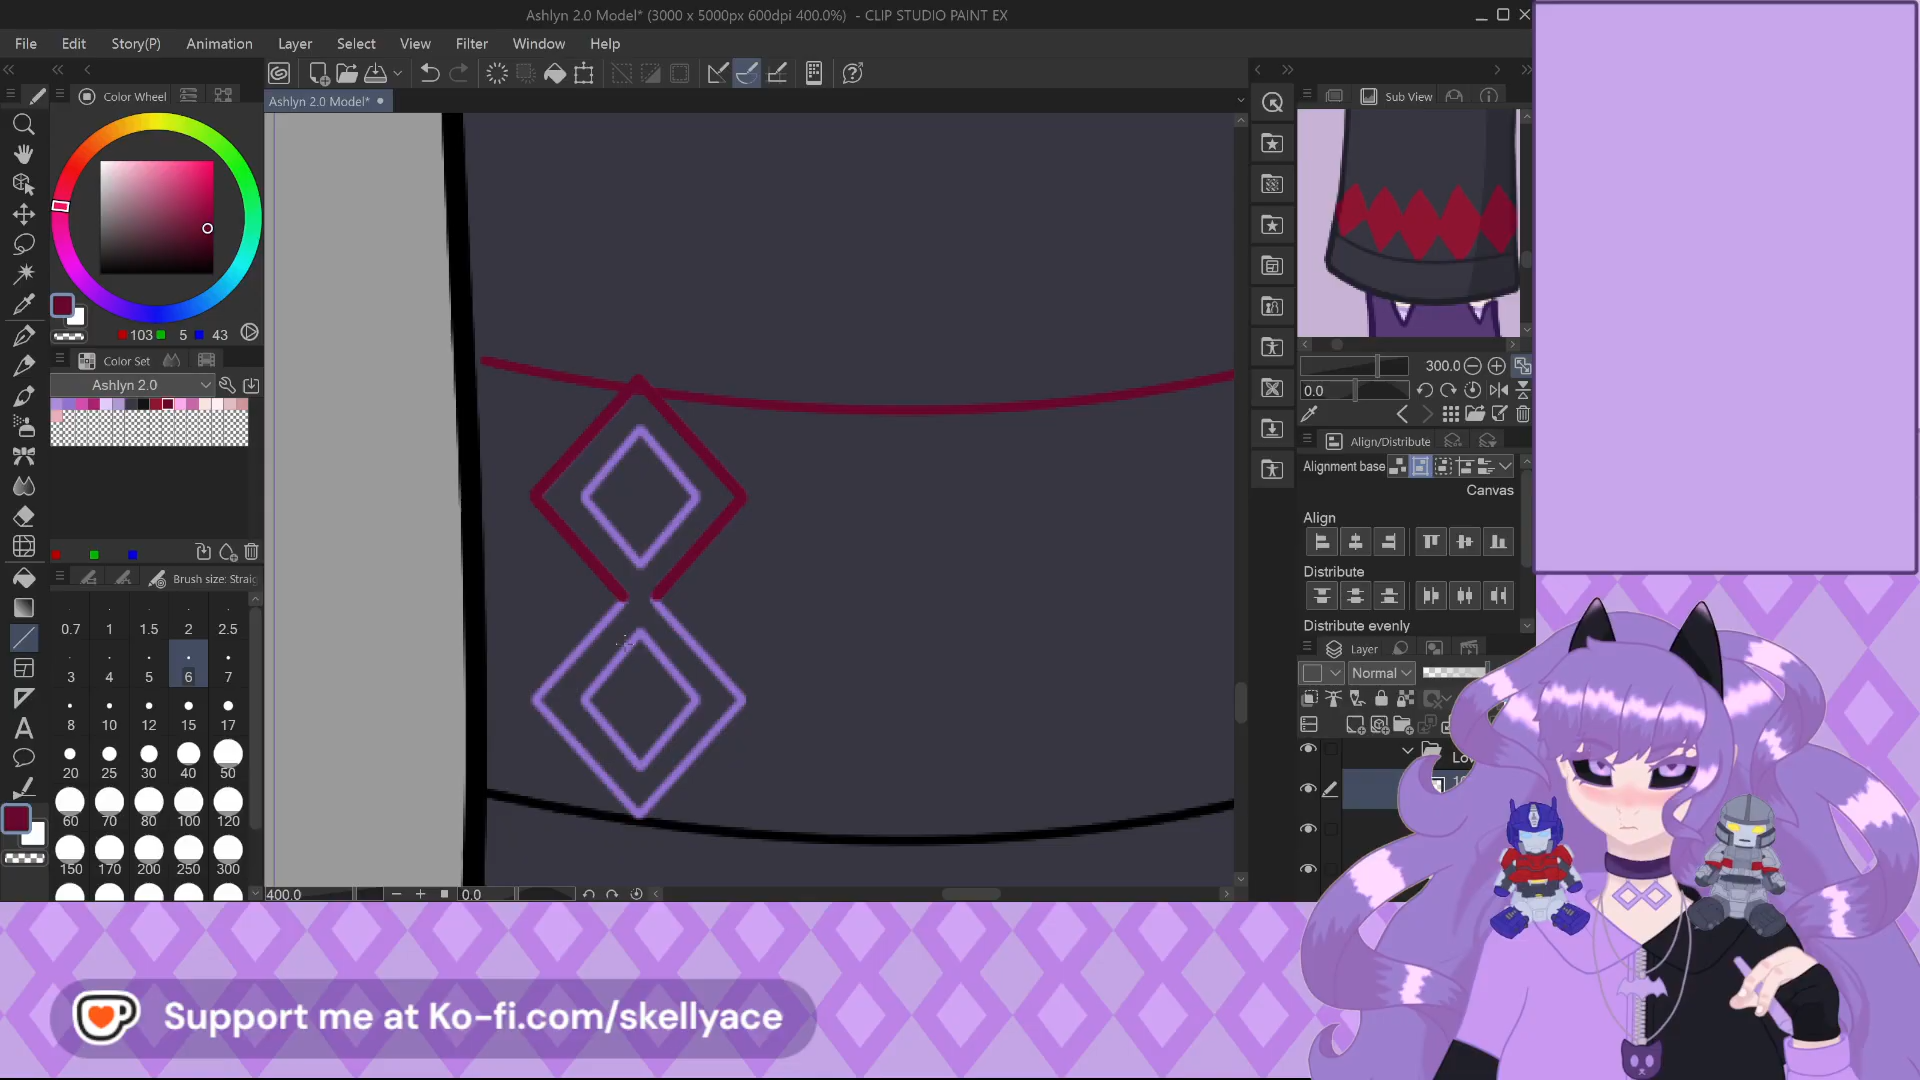 Ashlyn 2.0 Model* (3000 x 5000px 600dpi 400.0%) - CLIP STUDIO PAINT EX
File Edit Story(P) Animation Layer Select View Filter Window Help
Color Wheel
Ashlyn 2.0 Model*
Sub View
103 5 43
Color Set
Ashlyn 2.0
300.0
0.0
Align/Distribute
Alignment base
Canvas
Align
Distribute
Distribute evenly
Brush size: Straig
0.7 1 1.5 2 2.5
3 4 5 6 7
8 10 12 15 17
20 25 30 40 50
60 70 80 100 120
150 170 200 250 300
Layer
Normal
400.0 0.0
Support me at Ko-fi.com/skellyace